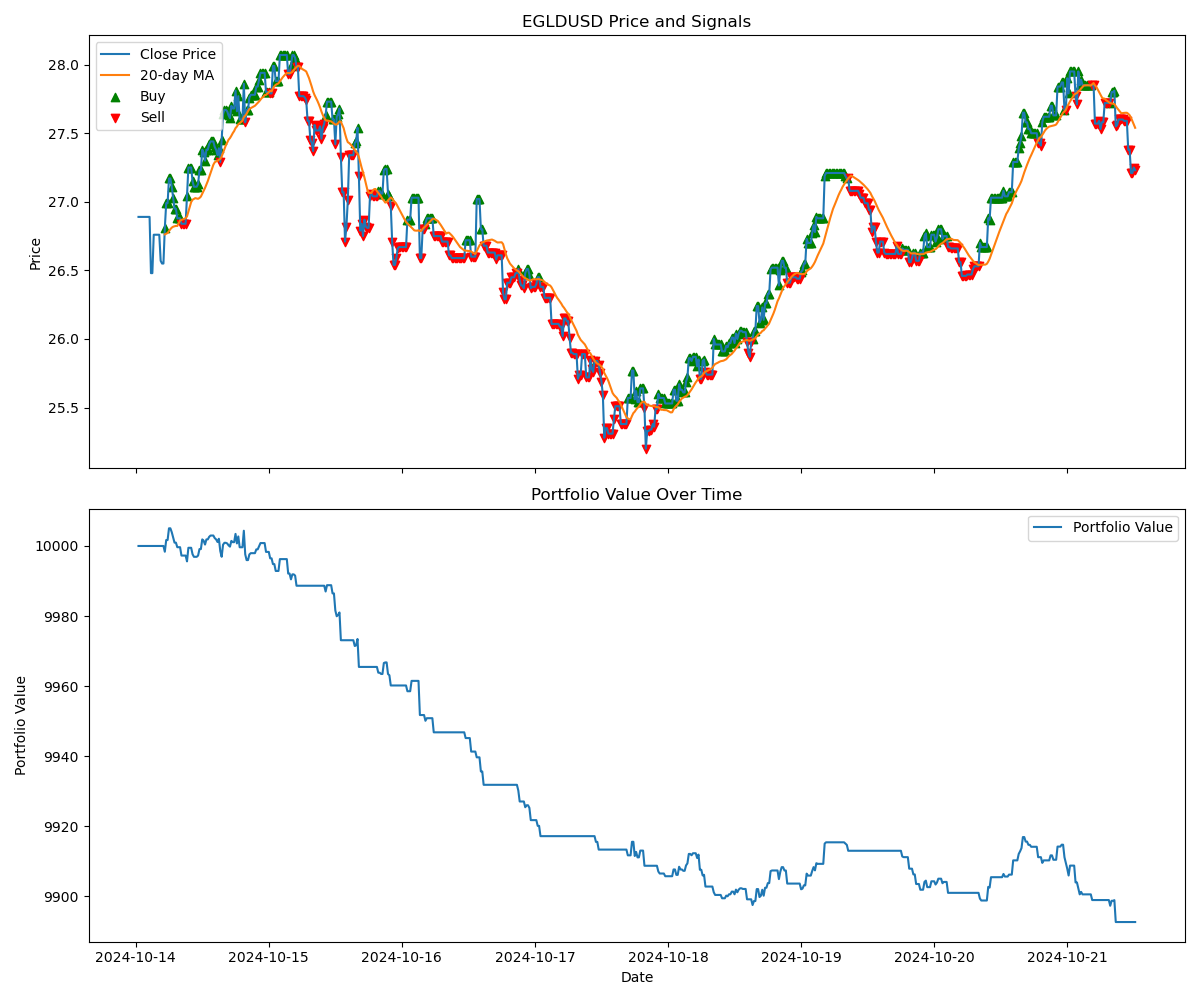 EGLDUSD Price and Signals
Close Price
20-day MA
Buy
Sell
Price
28.0
27.5
27.0
26.5
26.0
25.5
Portfolio Value Over Time
Portfolio Value
Portfolio Value
10000
9980
9960
9940
9920
9900
2024-10-14 2024-10-15 2024-10-16 2024-10-17 2024-10-18 2024-10-19 2024-10-20 2024-10-21
Date